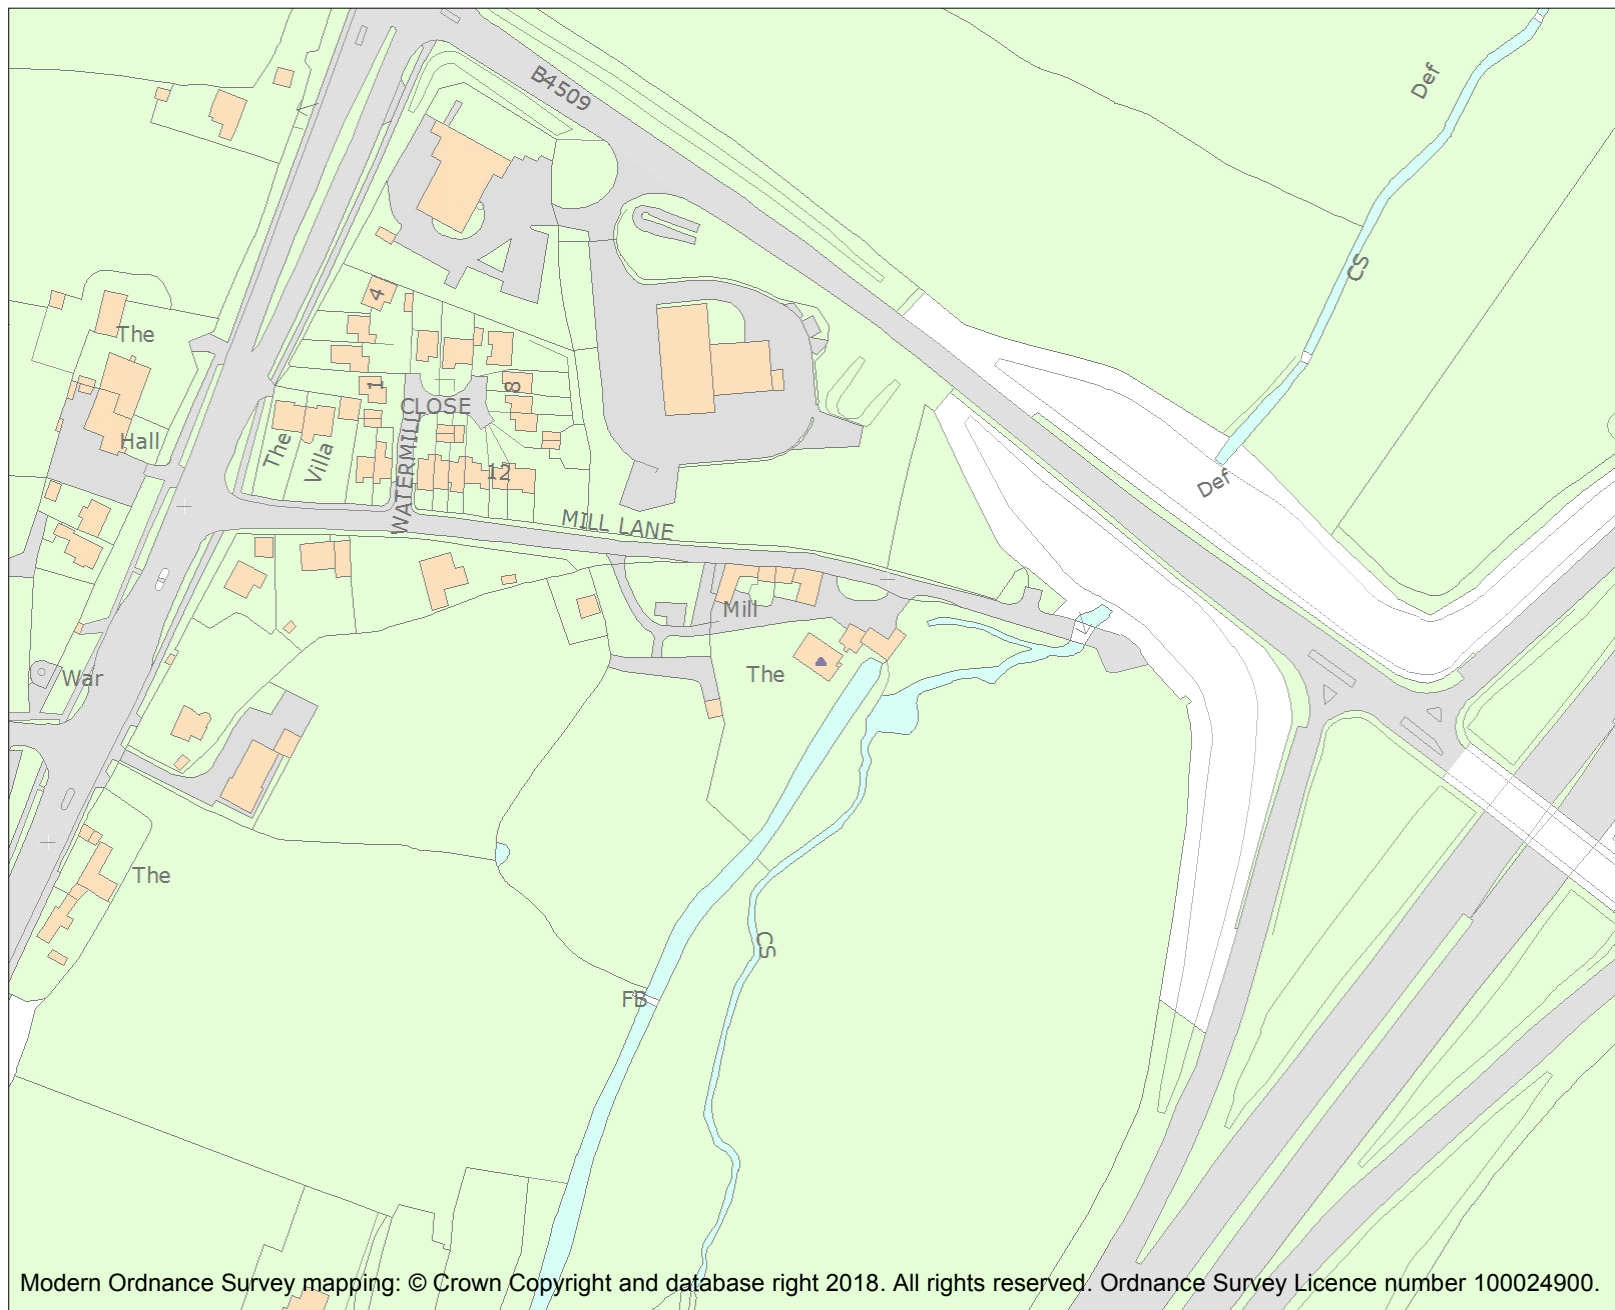 B4509
Def
CS
The
Hall
4
1
8
CLOSE
WATERMILL
12
The
Villa
MILL LANE
Def
Mill
The
War
The
CS
FB
Modern Ordnance Survey mapping: © Crown Copyright and database right 2018. All rights reserved. Ordnance Survey Licence number 100024900.